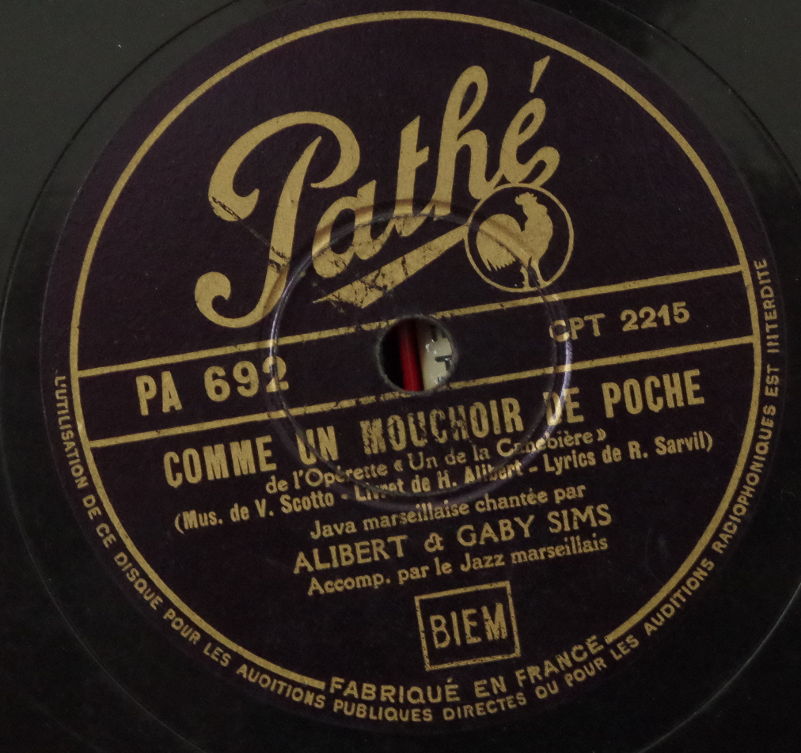 Pathé
PA 692
CPT 2215
COMME UN MOUCHOIR DE POCHE
de l'Opérette « Un de la Canebière »
(Mus. de V. Scotto - Livret de H. Alibert - Lyrics de R. Sarvil)
Java marseillaise chantée par
ALIBERT & GABY SIMS
Accomp. par le Jazz marseillais
BIEM
FABRIQUÉ EN FRANCE
L'UTILISATION DE CE DISQUE POUR LES AUDITIONS PUBLIQUES DIRECTES OU POUR LES AUDITIONS RADIOPHONIQUES EST INTERDITE